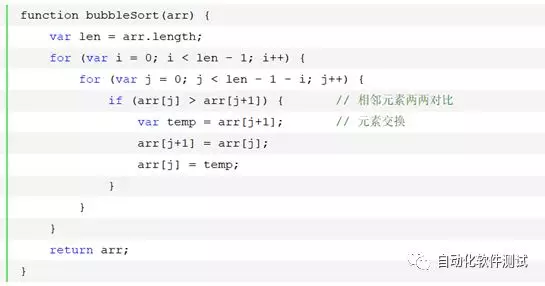 function bubbleSort(arr) {
    var len = arr.length;
    for (var i = 0; i < len - 1; i++) {
        for (var j = 0; j < len - 1 - i; j++) {
            if (arr[j] > arr[j+1]) {        // 相邻元素两两对比
                var temp = arr[j+1];        // 元素交换
                arr[j+1] = arr[j];
                arr[j] = temp;
            }
        }
    }
    return arr;
}
自动化软件测试